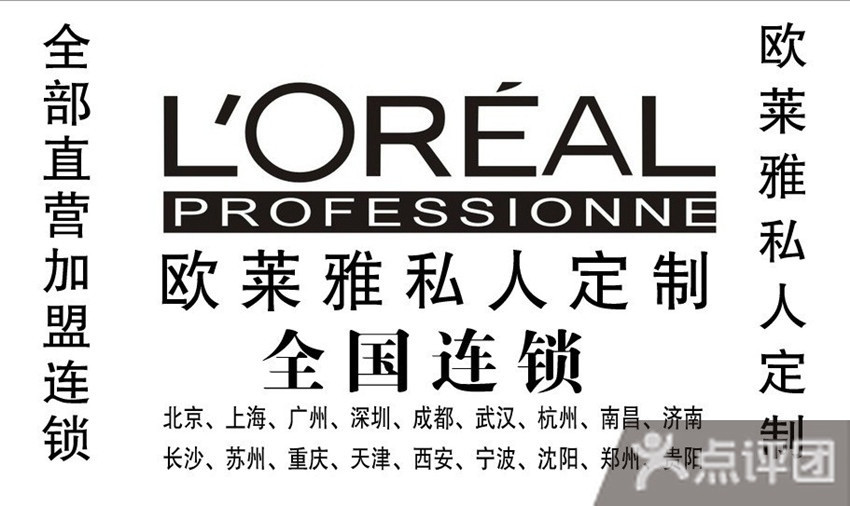 全部直营加盟连锁
L'ORÉAL
PROFESSIONNE
欧莱雅私人定制
全国连锁
北京、上海、广州、深圳、成都、武汉、杭州、南昌、济南
长沙、苏州、重庆、天津、西安、宁波、沈阳、郑州、贵阳
欧莱雅私人定制
点评团